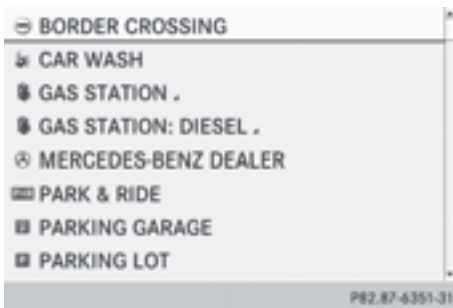 BORDER CROSSING
CAR WASH
GAS STATION .
GAS STATION: DIESEL .
MERCEDES-BENZ DEALER
PARK & RIDE
PARKING GARAGE
PARKING LOT
P82.87-6351-31